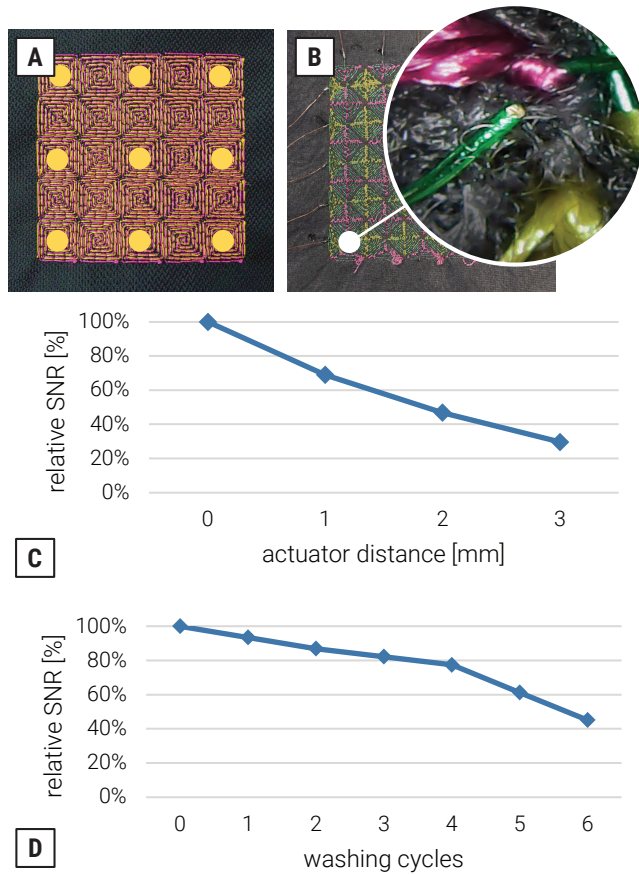 A
B
relative SNR [%]
100%
80%
60%
40%
20%
0%
0 1 2 3
actuator distance [mm]
C
relative SNR [%]
100%
80%
60%
40%
20%
0%
0 1 2 3 4 5 6
washing cycles
D